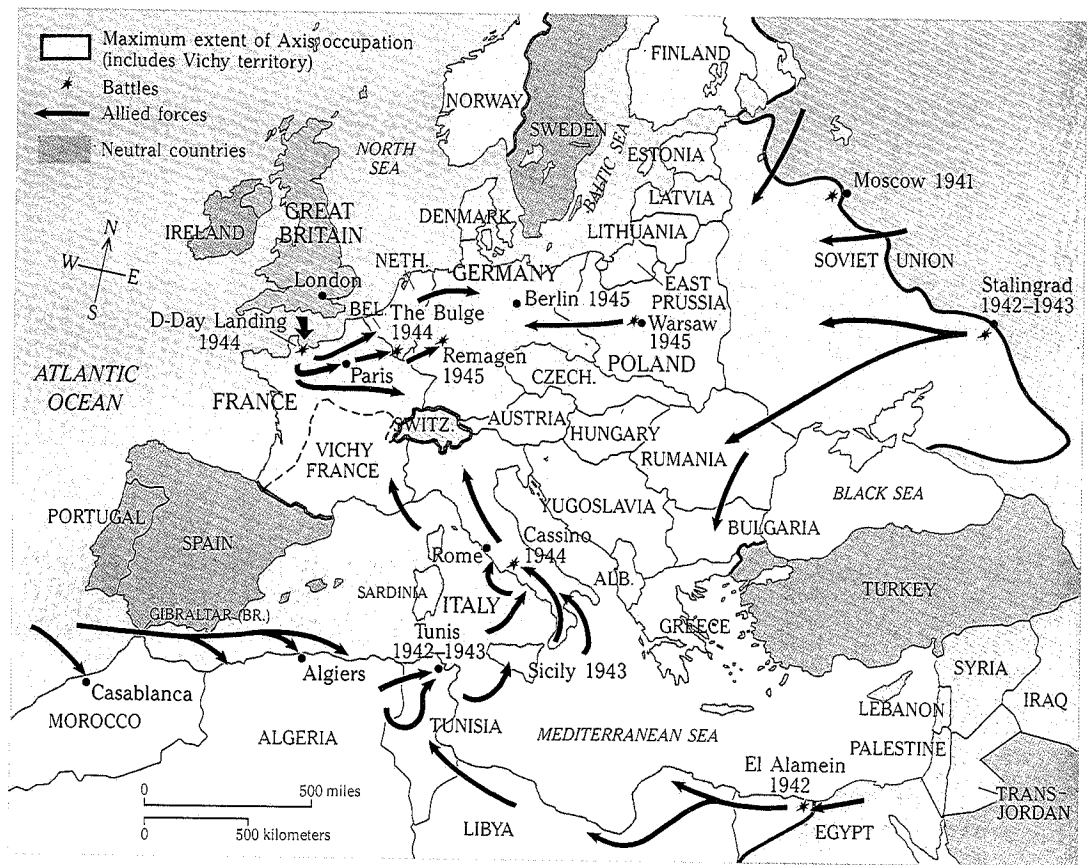 Maximum extent of Axis occupation
(includes Vichy territory)
Battles
Allied forces
Neutral countries
N
W
E
S
NORWAY
SWEDEN
FINLAND
NORTH
SEA
BALTIC SEA
ESTONIA
LATVIA
LITHUANIA
Moscow 1941
SOVIET UNION
IRELAND
GREAT
BRITAIN
London
DENMARK
NETH.
GERMANY
EAST
PRUSSIA
Berlin 1945
Stalingrad
1942–1943
D-Day Landing
1944
BEL.
The Bulge
1944
Warsaw
1945
Remagen
1945
POLAND
Paris
CZECH.
ATLANTIC
OCEAN
FRANCE
SWITZ.
AUSTRIA
HUNGARY
RUMANIA
VICHY
FRANCE
BLACK SEA
YUGOSLAVIA
BULGARIA
PORTUGAL
SPAIN
Rome
Cassino
1944
ALB.
TURKEY
SARDINIA
ITALY
GREECE
GIBRALTAR (BR.)
Tunis
1942–1943
Sicily 1943
Algiers
SYRIA
Casablanca
MOROCCO
LEBANON
IRAQ
ALGERIA
TUNISIA
MEDITERRANEAN SEA
PALESTINE
El Alamein
1942
TRANS-
JORDAN
0
500 miles
0
500 kilometers
LIBYA
EGYPT